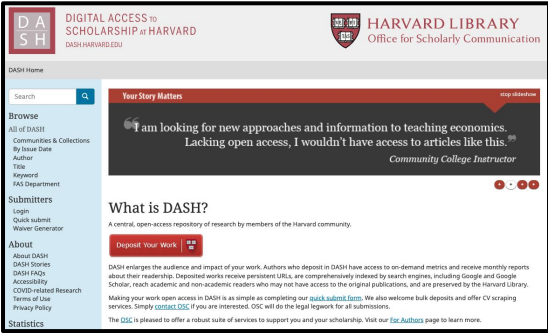 DA
SH
DIGITAL ACCESS TO
SCHOLARSHIP AT HARVARD
DASH.HARVARD.EDU
HARVARD LIBRARY
Office for Scholarly Communication
DASH Home
Search
Browse
All of DASH
Communities & Collections
By Issue Date
Author
Title
Keyword
FAS Department
Submitters
Login
Quick submit
Waiver Generator
About
About DASH
DASH Stories
DASH FAQs
Accessibility
COVID-related Research
Terms of Use
Privacy Policy
Statistics
Your Story Matters
stop slideshow
“I am looking for new approaches and information to teaching economics.
Lacking open access, I wouldn't have access to articles like this.”
Community College Instructor
What is DASH?
A central, open-access repository of research by members of the Harvard community.
Deposit Your Work
DASH enlarges the audience and impact of your work. Authors who deposit in DASH have access to on-demand metrics and receive monthly reports
about their readership. Deposited works receive persistent URLs, are comprehensively indexed by search engines, including Google and Google
Scholar, reach academic and non-academic readers who may not have access to the original publications, and are preserved by the Harvard Library.
Making your work open access in DASH is as simple as completing our quick submit form. We also welcome bulk deposits and offer CV scraping
services. Simply contact OSC if you are interested. OSC will do the legal legwork for all submissions.
The OSC is pleased to offer a robust suite of services to support you and your scholarship. Visit our For Authors page to learn more.